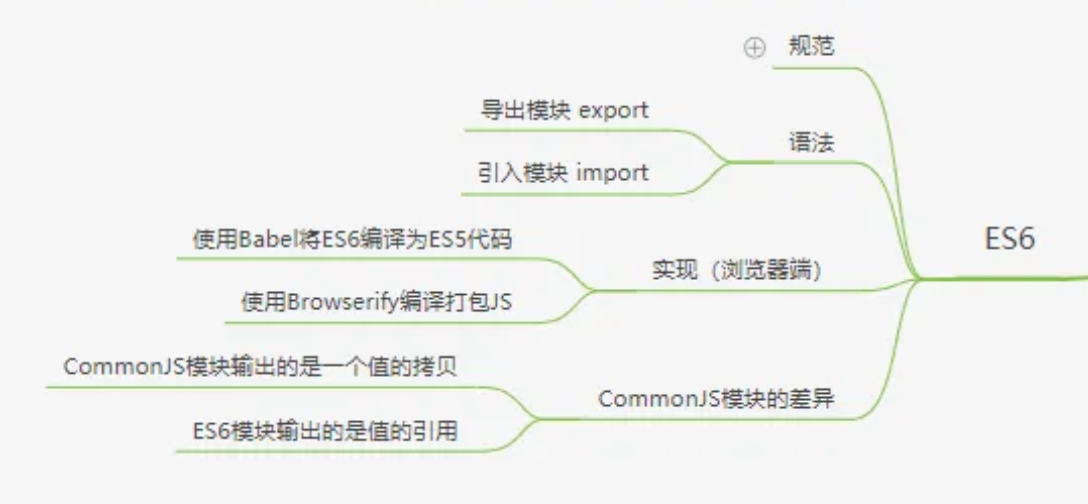 规范
导出模块 export
语法
引入模块 import
ES6
使用Babel将ES6编译为ES5代码
实现（浏览器端）
使用Browserify编译打包JS
CommonJS模块输出的是一个值的拷贝
CommonJS模块的差异
ES6模块输出的是值的引用